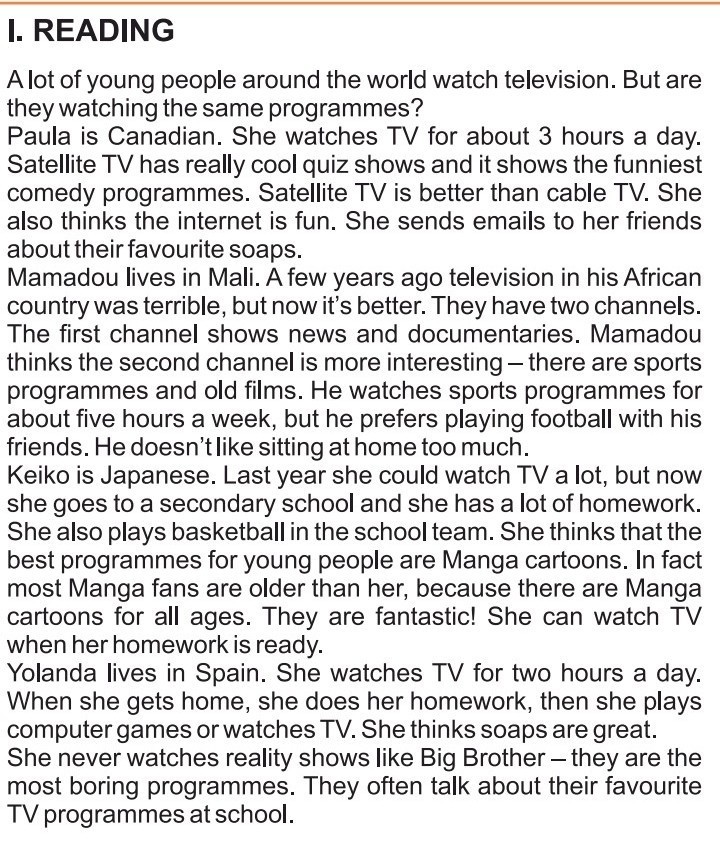 I. READING
A lot of young people around the world watch television. But are
they watching the same programmes?
Paula is Canadian. She watches TV for about 3 hours a day.
Satellite TV has really cool quiz shows and it shows the funniest
comedy programmes. Satellite TV is better than cable TV. She
also thinks the internet is fun. She sends emails to her friends
about their favourite soaps.
Mamadou lives in Mali. A few years ago television in his African
country was terrible, but now it’s better. They have two channels.
The first channel shows news and documentaries. Mamadou
thinks the second channel is more interesting – there are sports
programmes and old films. He watches sports programmes for
about five hours a week, but he prefers playing football with his
friends. He doesn’t like sitting at home too much.
Keiko is Japanese. Last year she could watch TV a lot, but now
she goes to a secondary school and she has a lot of homework.
She also plays basketball in the school team. She thinks that the
best programmes for young people are Manga cartoons. In fact
most Manga fans are older than her, because there are Manga
cartoons for all ages. They are fantastic! She can watch TV
when her homework is ready.
Yolanda lives in Spain. She watches TV for two hours a day.
When she gets home, she does her homework, then she plays
computer games or watches TV. She thinks soaps are great.
She never watches reality shows like Big Brother – they are the
most boring programmes. They often talk about their favourite
TV programmes at school.